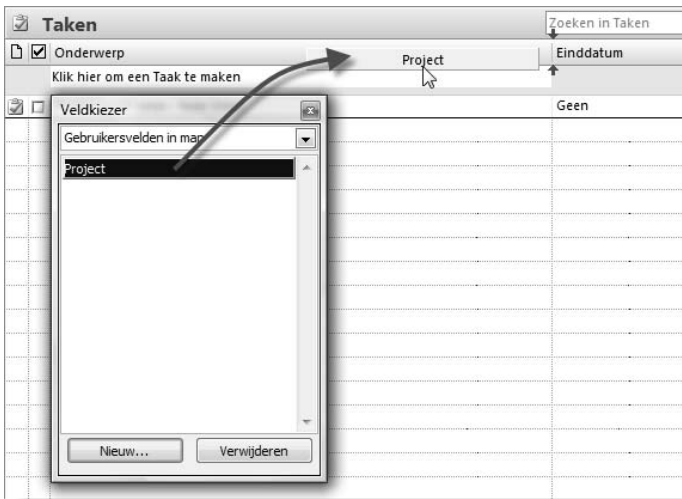 Taken
Zoeken in Taken
Onderwerp
Project
Einddatum
Klik hier om een Taak te maken
Geen
Veldkiezer
Gebruikersvelden in map
Project
Nieuw...
Verwijderen